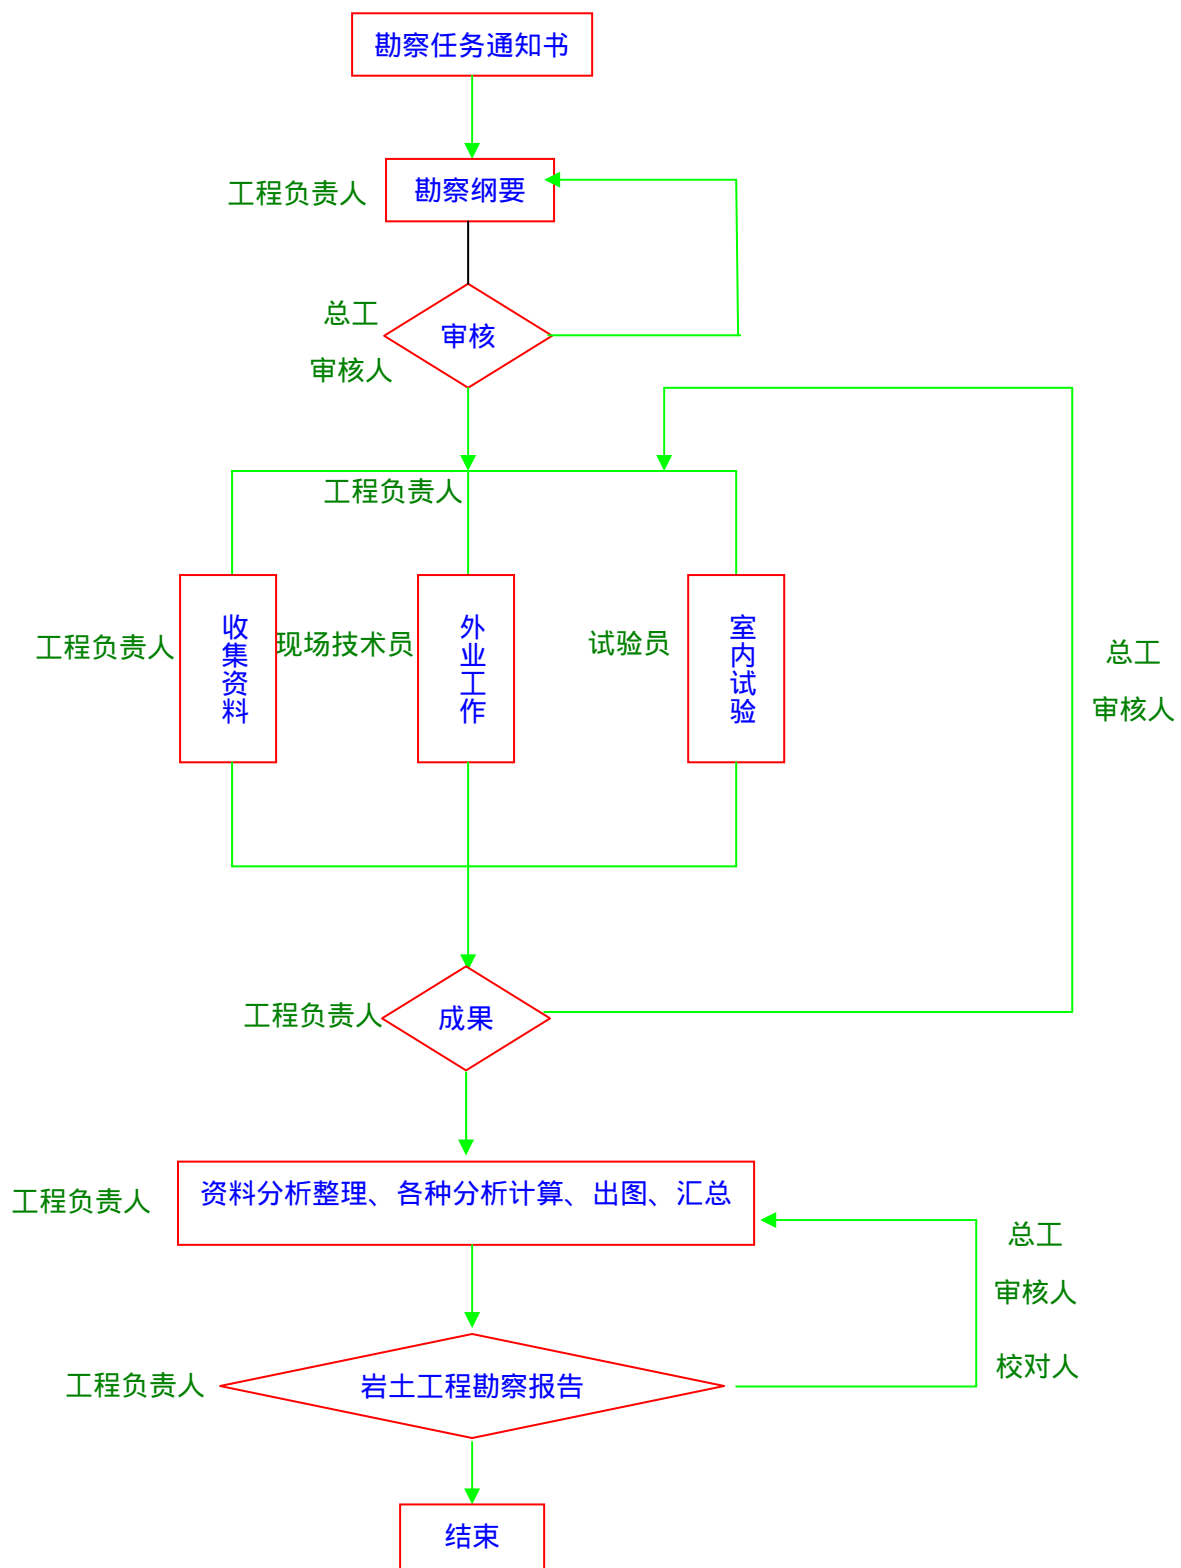 勘察任务通知书
工程负责人
勘察纲要
总工
审核
审核人
工程负责人
工程负责人
收集资料
现场技术员
外业工作
试验员
室内试验
总工
审核人
工程负责人
成果
工程负责人
资料分析整理、各种分析计算、出图、汇总
总工
审核人
校对人
工程负责人
岩土工程勘察报告
结束